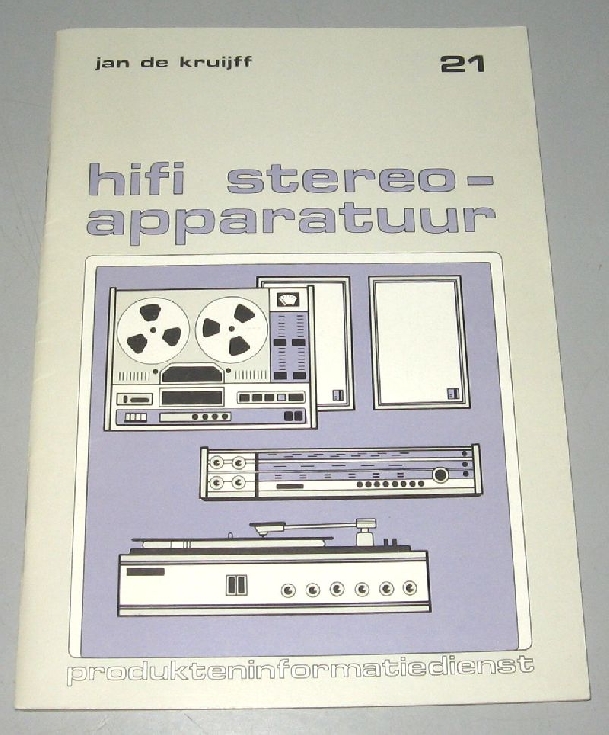 jan de kruijff 21
hifi stereo-
apparatuur
produkteninformatiedienst